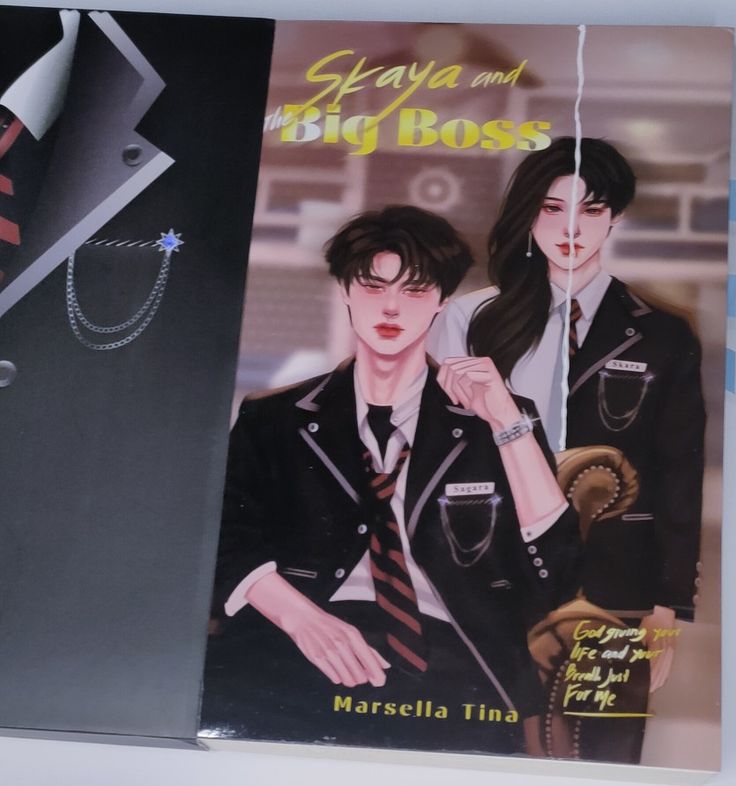 Skaya and
The Big Boss
Skara
Sagara
God giving your
life and your
Breath Just
For Me
Marsella Tina